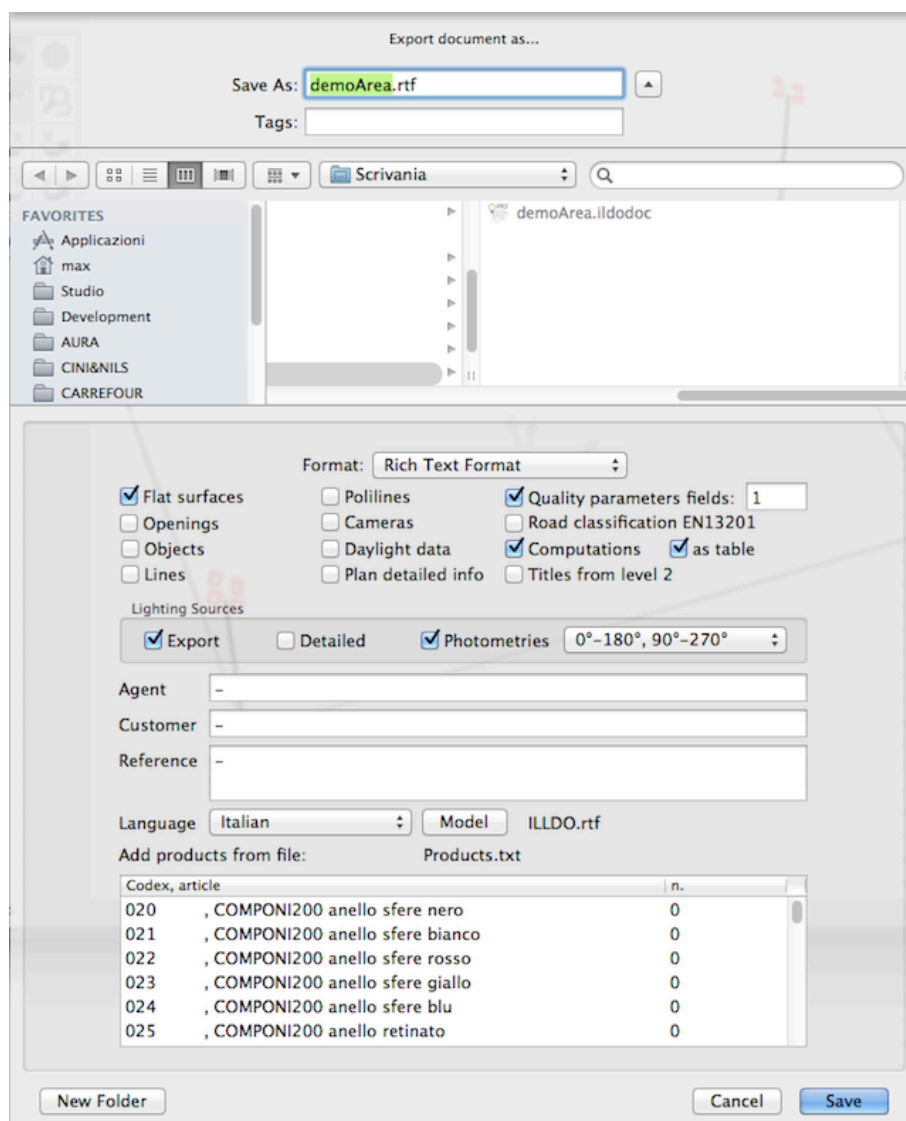 Export document as...
Save As: demoArea.rtf
Tags:
Scrivania
FAVORITES
Applicazioni
max
Studio
Development
AURA
CINI&NILS
CARREFOUR
demoArea.ildodoc
Format: Rich Text Format
Flat surfaces Polilines Quality parameters fields: 1
Openings Cameras Road classification EN13201
Objects Daylight data Computations as table
Lines Plan detailed info Titles from level 2
Lighting Sources
Export Detailed Photometries 0°-180°, 90°-270°
Agent -
Customer -
Reference -
Language Italian Model ILLDO.rtf
Add products from file: Products.txt
Codex, article n.
020 , COMPONI200 anello sfere nero 0
021 , COMPONI200 anello sfere bianco 0
022 , COMPONI200 anello sfere rosso 0
023 , COMPONI200 anello sfere giallo 0
024 , COMPONI200 anello sfere blu 0
025 , COMPONI200 anello retinato 0
New Folder Cancel Save